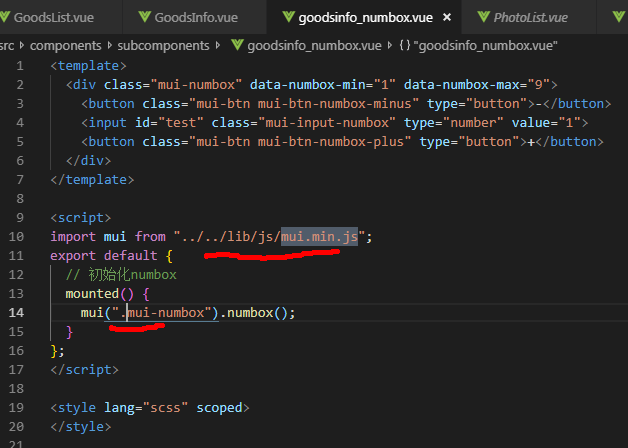 GoodsList.vue GoodsInfo.vue goodsinfo_numbox.vue × PhotoList.vue
src > components > subcomponents > goodsinfo_numbox.vue > {} "goodsinfo_numbox.vue"
1 <template>
2 <div class="mui-numbox" data-numbox-min="1" data-numbox-max="9">
3 <button class="mui-btn mui-btn-numbox-minus" type="button">-</button>
4 <input id="test" class="mui-input-numbox" type="number" value="1">
5 <button class="mui-btn mui-btn-numbox-plus" type="button">+</button>
6 </div>
7 </template>
8
9 <script>
10 import mui from "../../lib/js/mui.min.js";
11 export default {
12 // 初始化numbox
13 mounted() {
14 mui(".mui-numbox").numbox();
15 }
16 };
17 </script>
18
19 <style lang="scss" scoped>
20 </style>
21